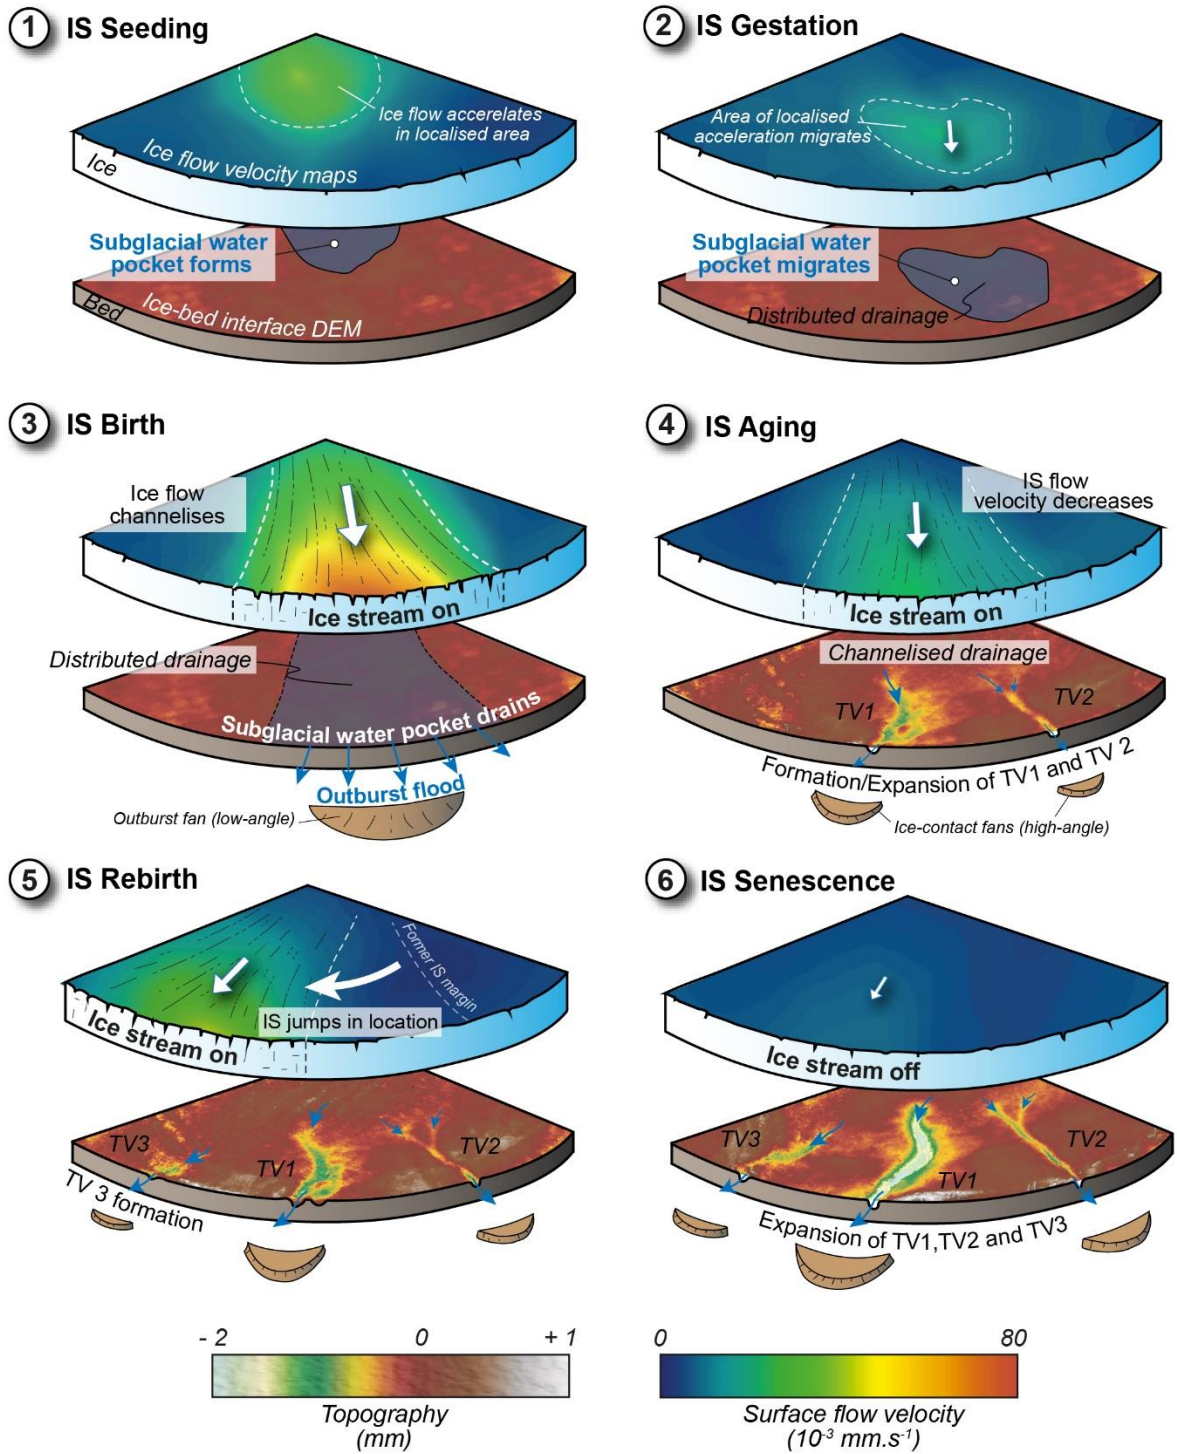 1 IS Seeding
Ice flow accelerates
in localised area
Ice flow velocity maps
Ice
Subglacial water
pocket forms
Ice-bed interface DEM
Bed
2 IS Gestation
Area of localised
acceleration migrates
Subglacial water
pocket migrates
Distributed drainage
3 IS Birth
Ice flow
channelises
Ice stream on
Distributed drainage
Subglacial water pocket drains
Outburst flood
Outburst fan (low-angle)
4 IS Aging
IS flow
velocity decreases
Ice stream on
Channelised drainage
TV1
TV2
Formation/Expansion of TV1 and TV 2
Ice-contact fans (high-angle)
5 IS Rebirth
Former IS margin
IS jumps in location
Ice stream on
TV3
TV1
TV2
TV 3 formation
6 IS Senescence
Ice stream off
TV3
TV1
TV2
Expansion of TV1,TV2 and TV3
- 2 0 + 1
Topography
(mm)
0 80
Surface flow velocity
(10⁻³ mm.s⁻¹)